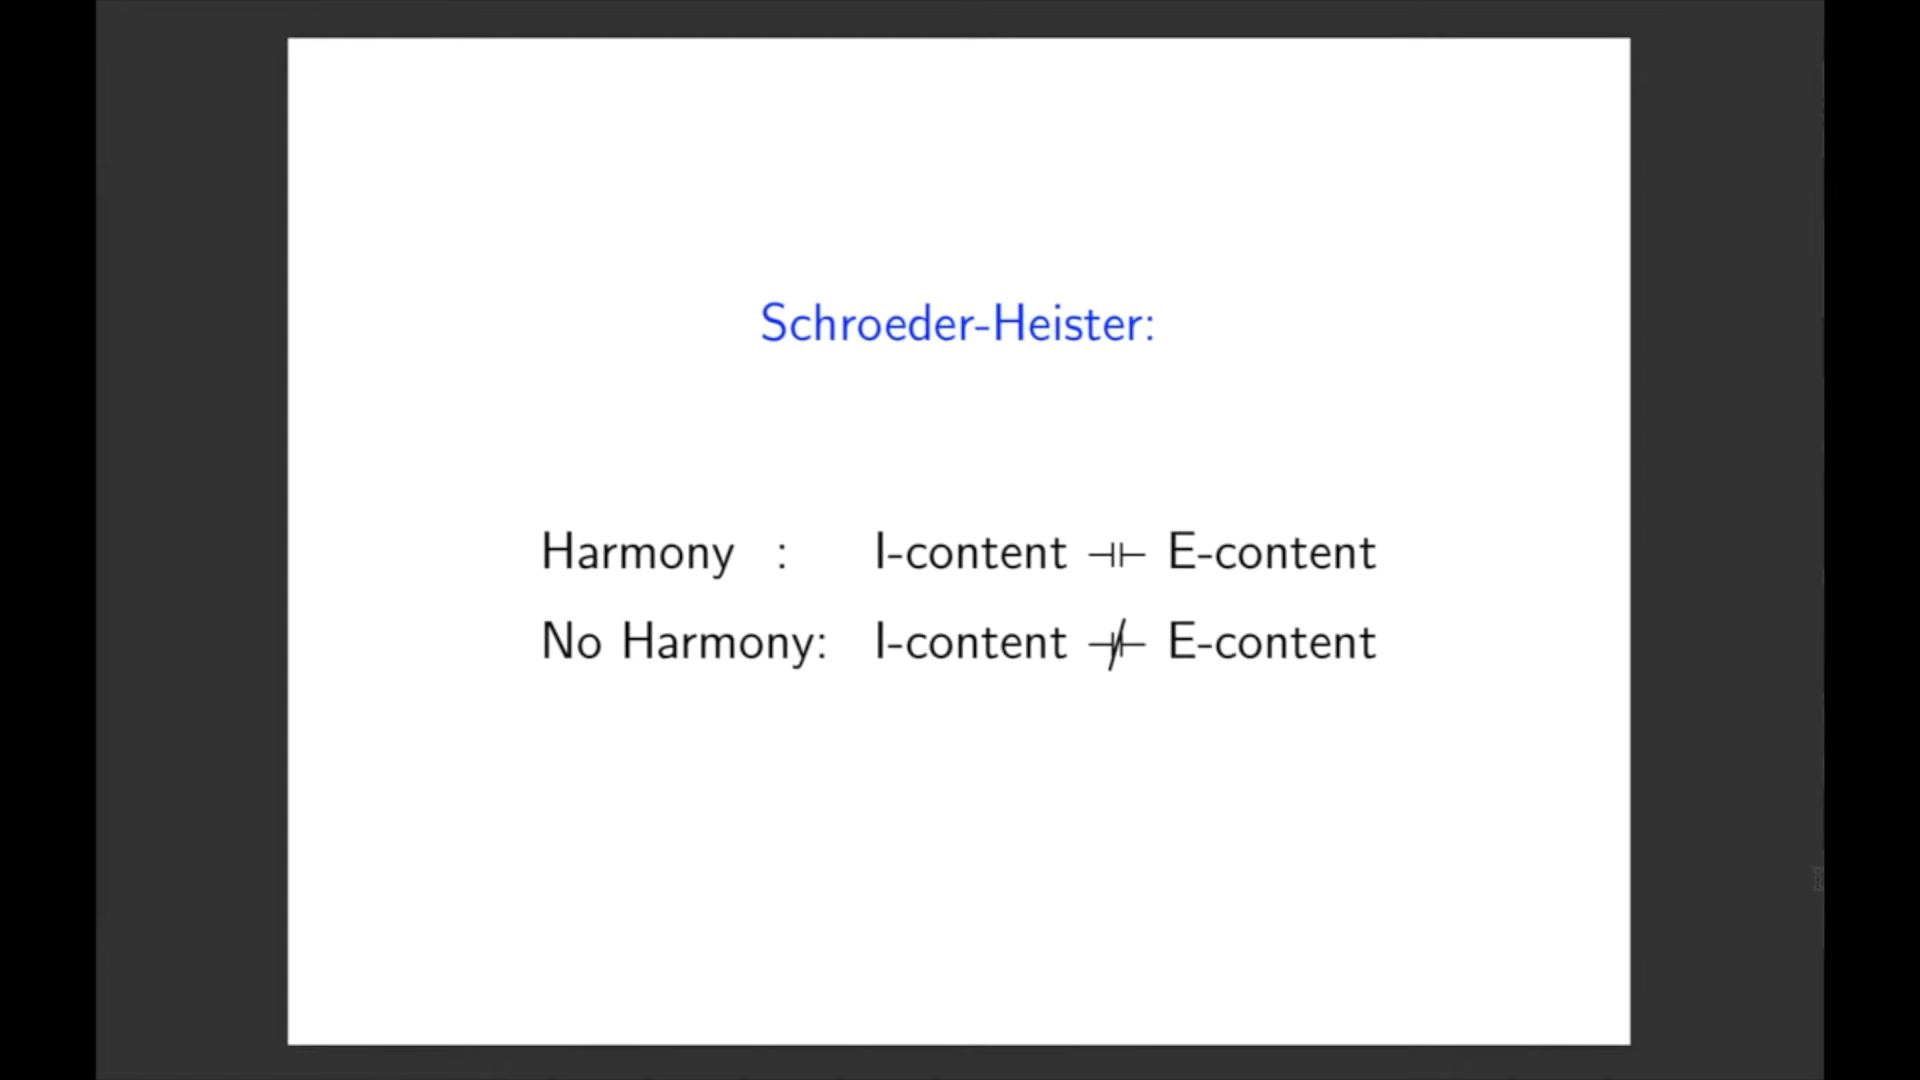 Schroeder-Heister:
Harmony : I-content ⊣⊢ E-content
No Harmony: I-content ⊣̸⊢ E-content